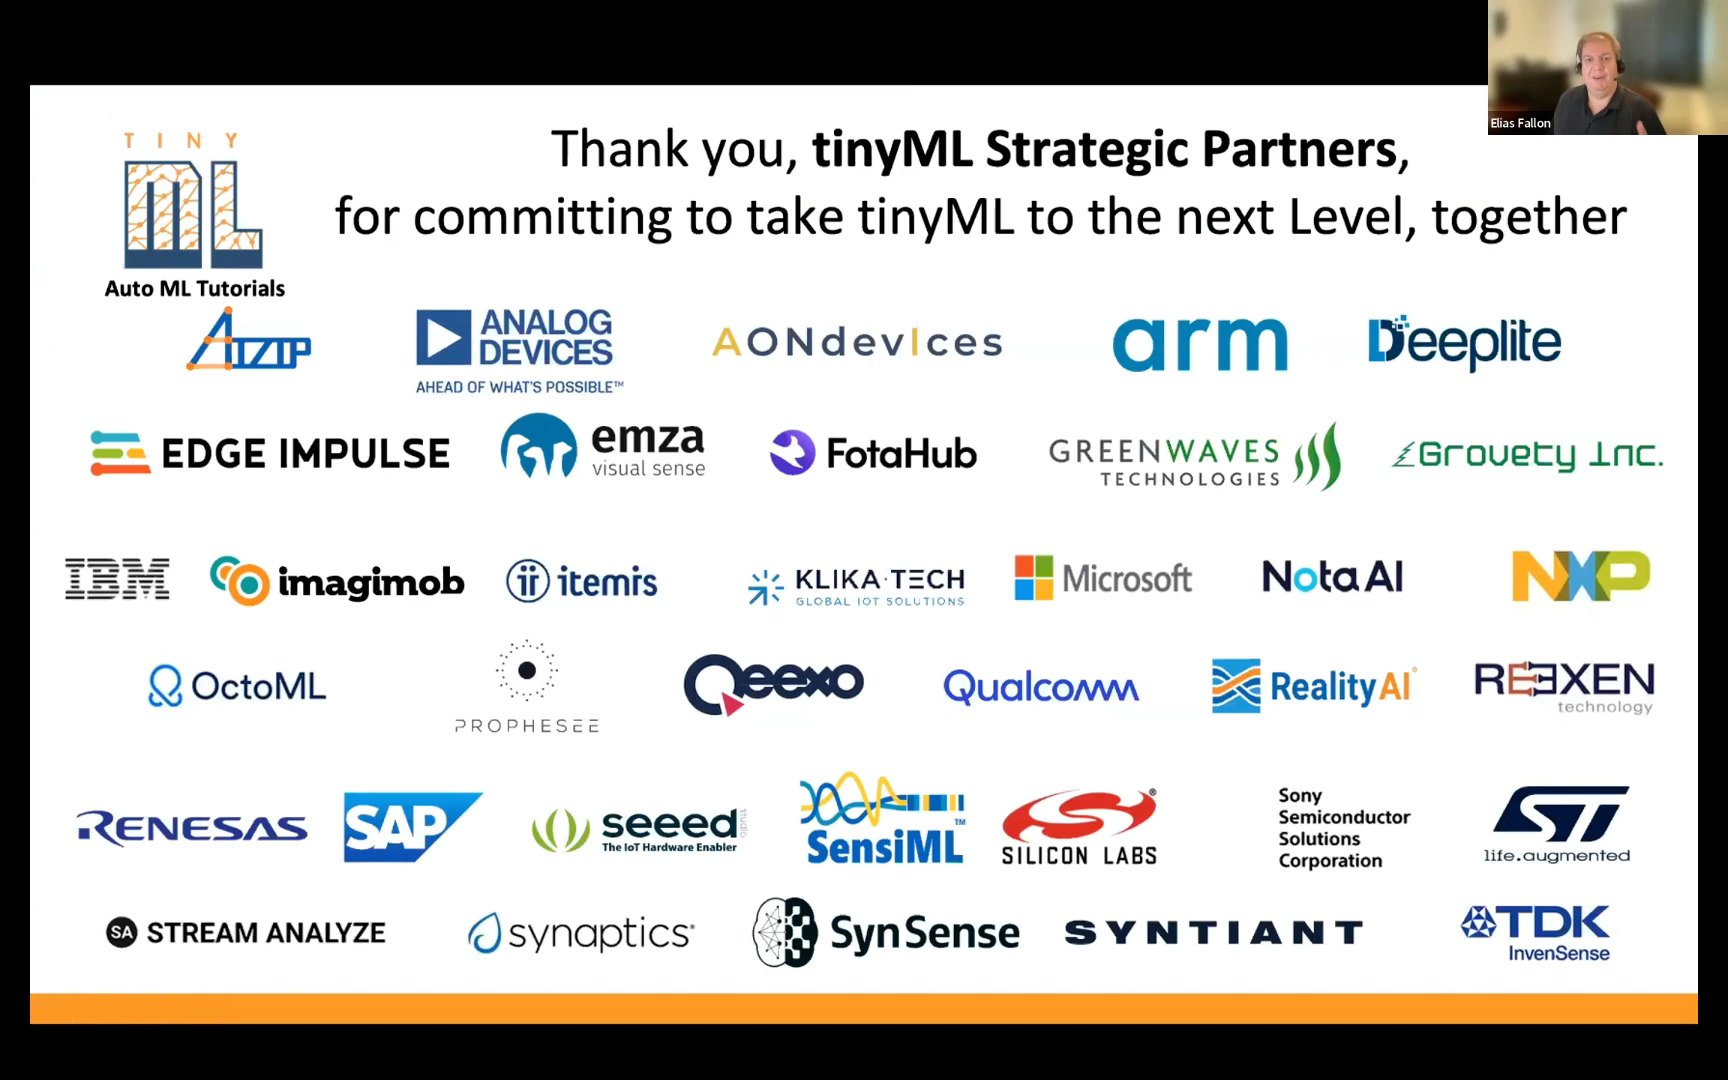 Elias Fallon
TINY
ML
Auto ML Tutorials
Thank you, tinyML Strategic Partners,
for committing to take tinyML to the next Level, together
AIZIP
ANALOG
DEVICES
AHEAD OF WHAT'S POSSIBLE™
AONdevIces
arm
Deeplite
EDGE IMPULSE
emza
visual sense
FotaHub
GREENWAVES
TECHNOLOGIES
Grovety Inc.
IBM
imagimob
itemis
KLIKA·TECH
GLOBAL IOT SOLUTIONS
Microsoft
Nota AI
NXP
OctoML
PROPHESEE
Qeexo
Qualcomm
Reality AI
REEXEN
technology
RENESAS
SAP
seeed
studio
The IoT Hardware Enabler
SensiML
TM
SILICON LABS
®
Sony
Semiconductor
Solutions
Corporation
ST
life.augmented
SA STREAM ANALYZE
synaptics®
SynSense
SYNTIANT
TDK
InvenSense